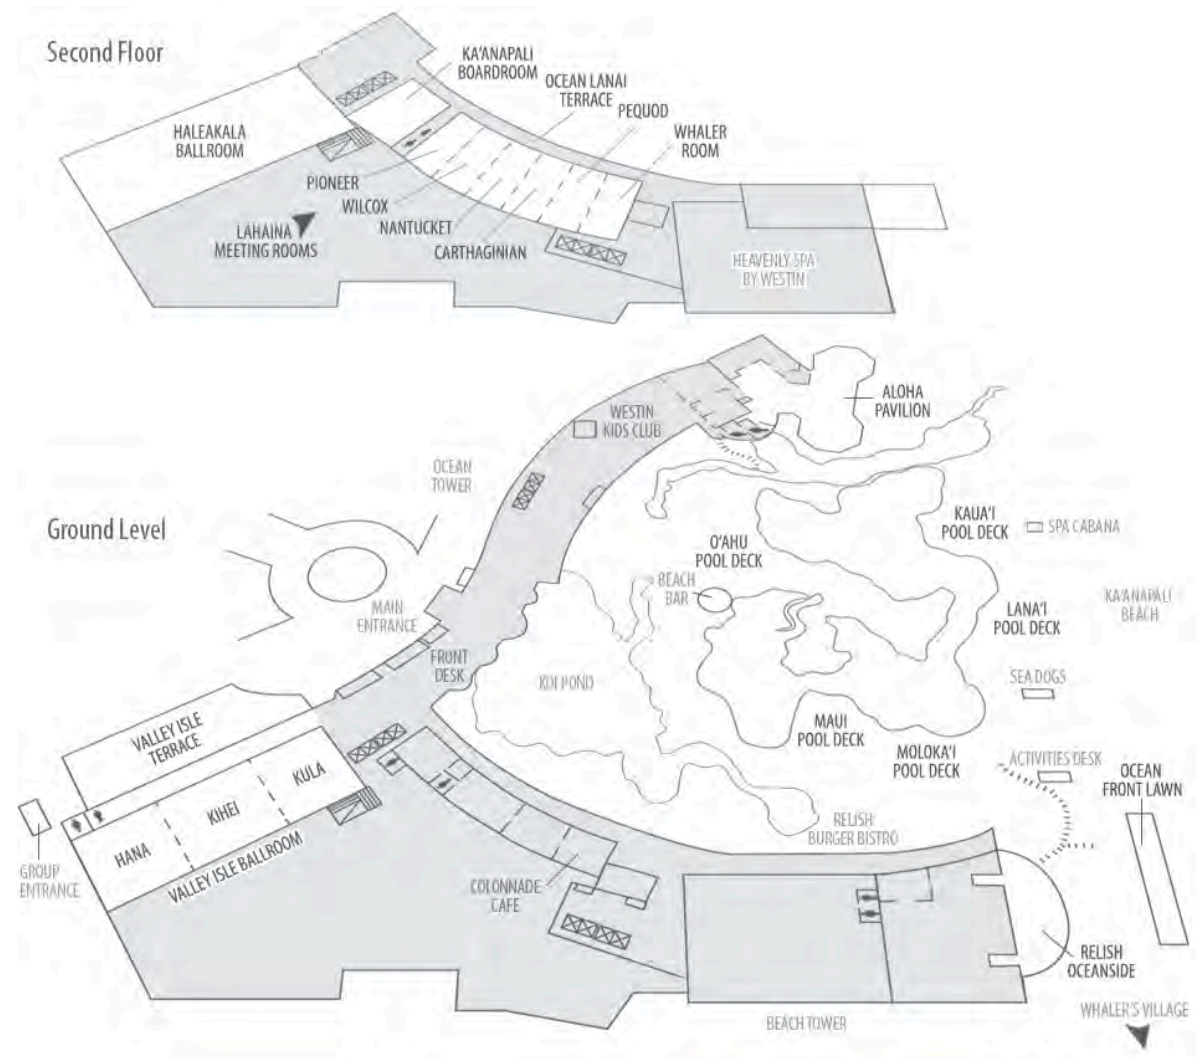 Second Floor
KA'ANAPALI
BOARDROOM
OCEAN LANAI
TERRACE
PEQUOD
WHALER
ROOM
HALEAKALA
BALLROOM
PIONEER
WILCOX
NANTUCKET
CARTHAGINIAN
LAHAINA
MEETING ROOMS
HEAVENLY SPA
BY WESTIN
Ground Level
ALOHA
PAVILION
WESTIN
KIDS CLUB
OCEAN
TOWER
KAUA'I
POOL DECK
SPA CABANA
O'AHU
POOL DECK
BEACH
BAR
KA'ANAPALI
BEACH
MAIN
ENTRANCE
LANA'I
POOL DECK
FRONT
DESK
KOI POND
SEA DOGS
VALLEY ISLE
TERRACE
MAUI
POOL DECK
MOLOKA'I
POOL DECK
ACTIVITIES DESK
OCEAN
FRONT LAWN
KULA
KIHEI
HANA
VALLEY ISLE BALLROOM
GROUP
ENTRANCE
RELISH
BURGER BISTRO
COLONNADE
CAFE
RELISH
OCEANSIDE
BEACH TOWER
WHALER'S VILLAGE